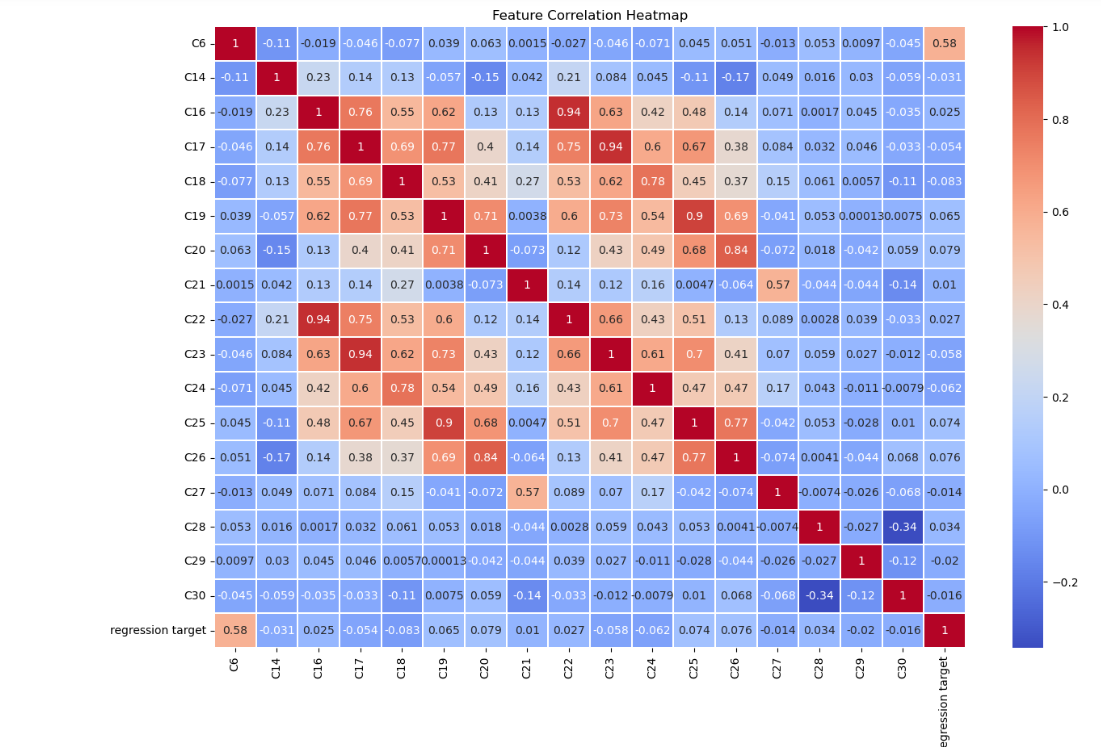 Feature Correlation Heatmap
C6 1 -0.11 -0.019 -0.046 -0.077 0.039 0.063 0.0015 -0.027 -0.046 -0.071 0.045 0.051 -0.013 0.053 0.0097 -0.045 0.58
C14 -0.11 1 0.23 0.14 0.13 -0.057 -0.15 0.042 0.21 0.084 0.045 -0.11 -0.17 0.049 0.016 0.03 -0.059 -0.031
C16 -0.019 0.23 1 0.76 0.55 0.62 0.13 0.13 0.94 0.63 0.42 0.48 0.14 0.071 0.0017 0.045 -0.035 0.025
C17 -0.046 0.14 0.76 1 0.69 0.77 0.4 0.14 0.75 0.94 0.6 0.67 0.38 0.084 0.032 0.046 -0.033 -0.054
C18 -0.077 0.13 0.55 0.69 1 0.53 0.41 0.27 0.53 0.62 0.78 0.45 0.37 0.15 0.061 0.0057 -0.11 -0.083
C19 0.039 -0.057 0.62 0.77 0.53 1 0.71 0.0038 0.6 0.73 0.54 0.9 0.69 -0.041 0.053 0.00013 0.0075 0.065
C20 0.063 -0.15 0.13 0.4 0.41 0.71 1 -0.073 0.12 0.43 0.49 0.68 0.84 -0.072 0.018 -0.042 0.059 0.079
C21 0.0015 0.042 0.13 0.14 0.27 0.0038 -0.073 1 0.14 0.12 0.16 0.0047 -0.064 0.57 -0.044 -0.044 -0.14 0.01
C22 -0.027 0.21 0.94 0.75 0.53 0.6 0.12 0.14 1 0.66 0.43 0.51 0.13 0.089 0.0028 0.039 -0.033 0.027
C23 -0.046 0.084 0.63 0.94 0.62 0.73 0.43 0.12 0.66 1 0.61 0.7 0.41 0.07 0.059 0.027 -0.012 -0.058
C24 -0.071 0.045 0.42 0.6 0.78 0.54 0.49 0.16 0.43 0.61 1 0.47 0.47 0.17 0.043 -0.011 -0.0079 -0.062
C25 0.045 -0.11 0.48 0.67 0.45 0.9 0.68 0.0047 0.51 0.7 0.47 1 0.77 -0.042 0.053 -0.028 0.01 0.074
C26 0.051 -0.17 0.14 0.38 0.37 0.69 0.84 -0.064 0.13 0.41 0.47 0.77 1 -0.074 0.0041 -0.044 0.068 0.076
C27 -0.013 0.049 0.071 0.084 0.15 -0.041 -0.072 0.57 0.089 0.07 0.17 -0.042 -0.074 1 -0.0074 -0.026 -0.068 -0.014
C28 0.053 0.016 0.0017 0.032 0.061 0.053 0.018 -0.044 0.0028 0.059 0.043 0.053 0.0041 -0.0074 1 -0.027 -0.34 0.034
C29 0.0097 0.03 0.045 0.046 0.0057 0.00013 -0.042 -0.044 0.039 0.027 -0.011 -0.028 -0.044 -0.026 -0.027 1 -0.12 -0.02
C30 -0.045 -0.059 -0.035 -0.033 -0.11 0.0075 0.059 -0.14 -0.033 -0.012 -0.0079 0.01 0.068 -0.068 -0.34 -0.12 1 -0.016
regression target 0.58 -0.031 0.025 -0.054 -0.083 0.065 0.079 0.01 0.027 -0.058 -0.062 0.074 0.076 -0.014 0.034 -0.02 -0.016 1
C6 C14 C16 C17 C18 C19 C20 C21 C22 C23 C24 C25 C26 C27 C28 C29 C30 egression target
1.0
0.8
0.6
0.4
0.2
0.0
−0.2